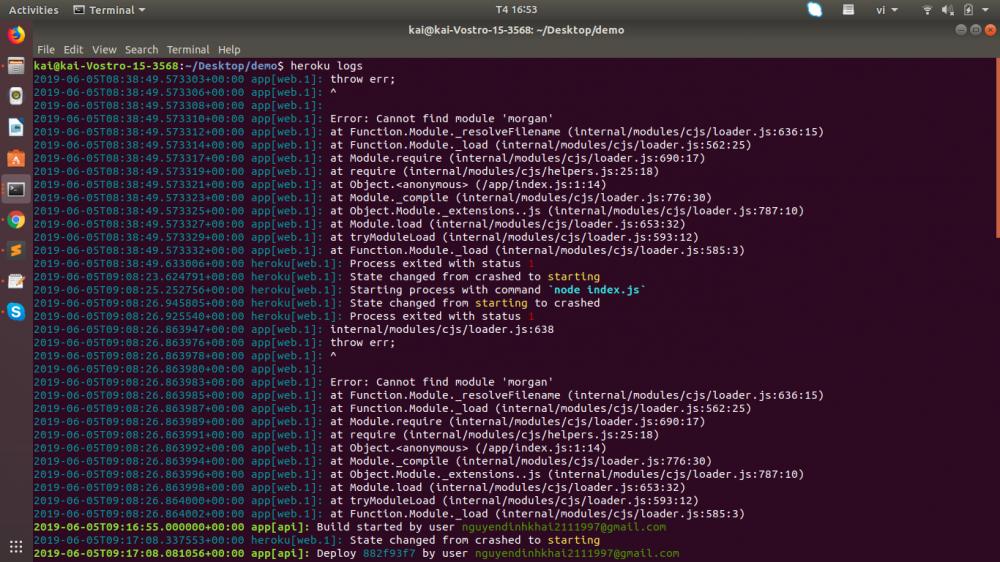 Activities Terminal T4 16:53 vi
kai@kai-Vostro-15-3568: ~/Desktop/demo
File Edit View Search Terminal Help
kai@kai-Vostro-15-3568:~/Desktop/demo$ heroku logs
2019-06-05T08:38:49.573303+00:00 app[web.1]: throw err;
2019-06-05T08:38:49.573306+00:00 app[web.1]: ^
2019-06-05T08:38:49.573308+00:00 app[web.1]:
2019-06-05T08:38:49.573310+00:00 app[web.1]: Error: Cannot find module 'morgan'
2019-06-05T08:38:49.573312+00:00 app[web.1]: at Function.Module._resolveFilename (internal/modules/cjs/loader.js:636:15)
2019-06-05T08:38:49.573314+00:00 app[web.1]: at Function.Module._load (internal/modules/cjs/loader.js:562:25)
2019-06-05T08:38:49.573317+00:00 app[web.1]: at Module.require (internal/modules/cjs/loader.js:690:17)
2019-06-05T08:38:49.573319+00:00 app[web.1]: at require (internal/modules/cjs/helpers.js:25:18)
2019-06-05T08:38:49.573321+00:00 app[web.1]: at Object.<anonymous> (/app/index.js:1:14)
2019-06-05T08:38:49.573323+00:00 app[web.1]: at Module._compile (internal/modules/cjs/loader.js:776:30)
2019-06-05T08:38:49.573325+00:00 app[web.1]: at Object.Module._extensions..js (internal/modules/cjs/loader.js:787:10)
2019-06-05T08:38:49.573327+00:00 app[web.1]: at Module.load (internal/modules/cjs/loader.js:653:32)
2019-06-05T08:38:49.573329+00:00 app[web.1]: at tryModuleLoad (internal/modules/cjs/loader.js:593:12)
2019-06-05T08:38:49.573332+00:00 app[web.1]: at Function.Module._load (internal/modules/cjs/loader.js:585:3)
2019-06-05T08:38:49.633806+00:00 heroku[web.1]: Process exited with status 1
2019-06-05T09:08:23.624791+00:00 heroku[web.1]: State changed from crashed to starting
2019-06-05T09:08:25.252756+00:00 heroku[web.1]: Starting process with command `node index.js`
2019-06-05T09:08:26.945805+00:00 heroku[web.1]: State changed from starting to crashed
2019-06-05T09:08:26.925540+00:00 heroku[web.1]: Process exited with status 1
2019-06-05T09:08:26.863947+00:00 app[web.1]: internal/modules/cjs/loader.js:638
2019-06-05T09:08:26.863976+00:00 app[web.1]: throw err;
2019-06-05T09:08:26.863978+00:00 app[web.1]: ^
2019-06-05T09:08:26.863980+00:00 app[web.1]:
2019-06-05T09:08:26.863983+00:00 app[web.1]: Error: Cannot find module 'morgan'
2019-06-05T09:08:26.863985+00:00 app[web.1]: at Function.Module._resolveFilename (internal/modules/cjs/loader.js:636:15)
2019-06-05T09:08:26.863987+00:00 app[web.1]: at Function.Module._load (internal/modules/cjs/loader.js:562:25)
2019-06-05T09:08:26.863989+00:00 app[web.1]: at Module.require (internal/modules/cjs/loader.js:690:17)
2019-06-05T09:08:26.863991+00:00 app[web.1]: at require (internal/modules/cjs/helpers.js:25:18)
2019-06-05T09:08:26.863992+00:00 app[web.1]: at Object.<anonymous> (/app/index.js:1:14)
2019-06-05T09:08:26.863994+00:00 app[web.1]: at Module._compile (internal/modules/cjs/loader.js:776:30)
2019-06-05T09:08:26.863996+00:00 app[web.1]: at Object.Module._extensions..js (internal/modules/cjs/loader.js:787:10)
2019-06-05T09:08:26.863998+00:00 app[web.1]: at Module.load (internal/modules/cjs/loader.js:653:32)
2019-06-05T09:08:26.864000+00:00 app[web.1]: at tryModuleLoad (internal/modules/cjs/loader.js:593:12)
2019-06-05T09:08:26.864002+00:00 app[web.1]: at Function.Module._load (internal/modules/cjs/loader.js:585:3)
2019-06-05T09:16:55.000000+00:00 app[api]: Build started by user nguyendinhkhai2111997@gmail.com
2019-06-05T09:17:08.337553+00:00 heroku[web.1]: State changed from crashed to starting
2019-06-05T09:17:08.081056+00:00 app[api]: Deploy 882f93f7 by user nguyendinhkhai2111997@gmail.com